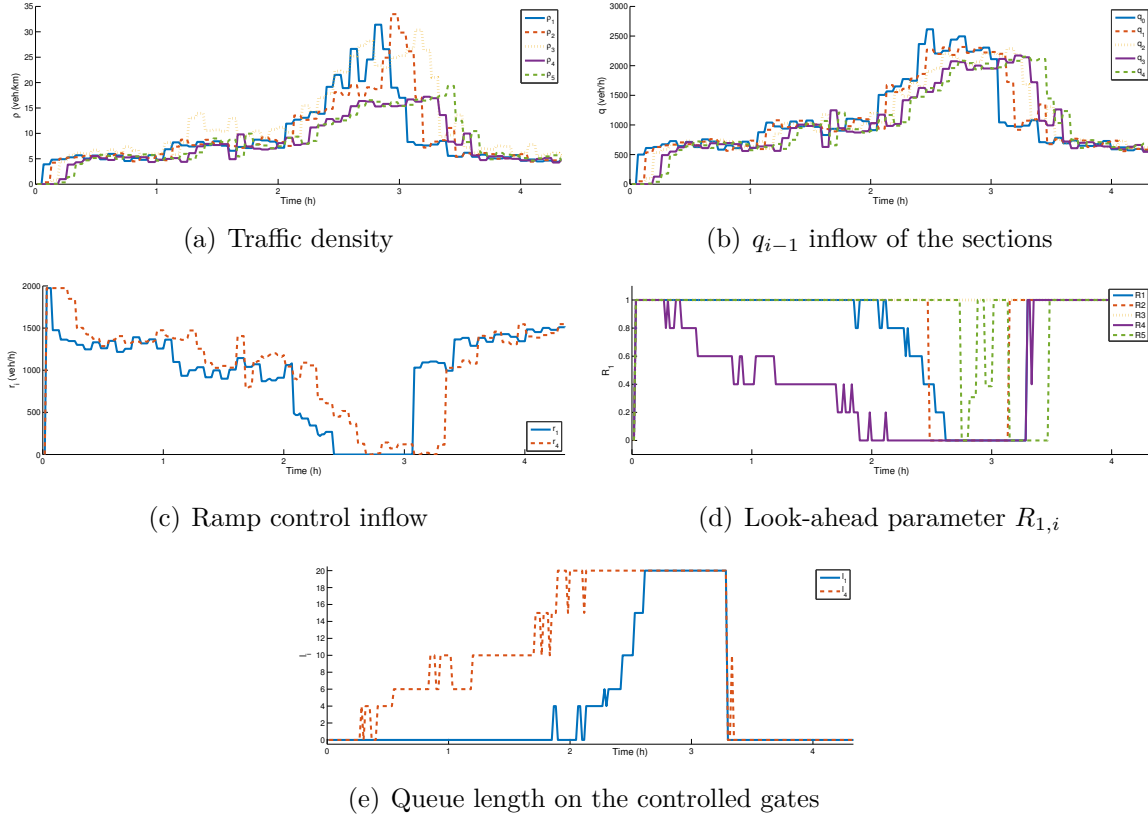 35
30
25
20
15
10
5
0
ρ (veh/km)
0 1 2 3 4
Time (h)
ρ₁
ρ₂
ρ₃
ρ₄
ρ₅
(a) Traffic density
3000
2500
2000
1500
1000
500
0
q (veh/h)
0 1 2 3 4
Time (h)
q₀
q₁
q₂
q₃
q₄
(b) qᵢ₋₁ inflow of the sections
2000
1500
1000
500
0
rᵢ (veh/h)
0 1 2 3 4
Time (h)
r₁
r₄
(c) Ramp control inflow
1
0.8
0.6
0.4
0.2
0
R₁
0 1 2 3 4
Time (h)
R1
R2
R3
R4
R5
(d) Look-ahead parameter R₁,ᵢ
20
18
16
14
12
10
8
6
4
2
0
lᵢ
0 1 2 3 4
Time (h)
l₁
l₄
(e) Queue length on the controlled gates